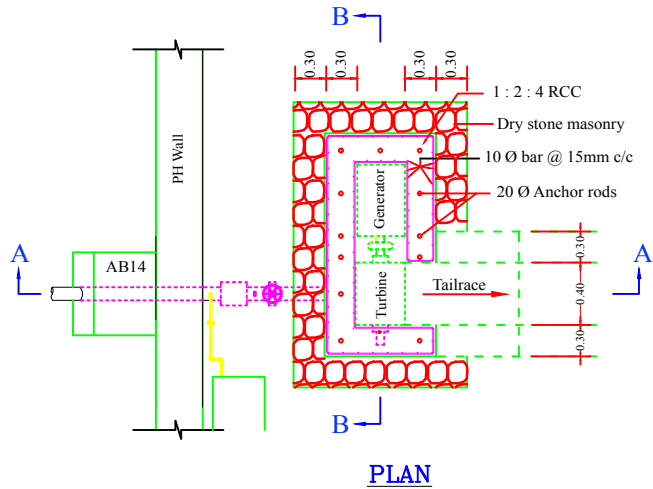 B
0.30
0.30
0.30
0.30
1 : 2 : 4 RCC
Dry stone masonry
10 Ø bar @ 15mm c/c
20 Ø Anchor rods
PH Wall
Generator
A
AB14
Turbine
Tailrace
0.30
0.40
0.30
A
B
PLAN